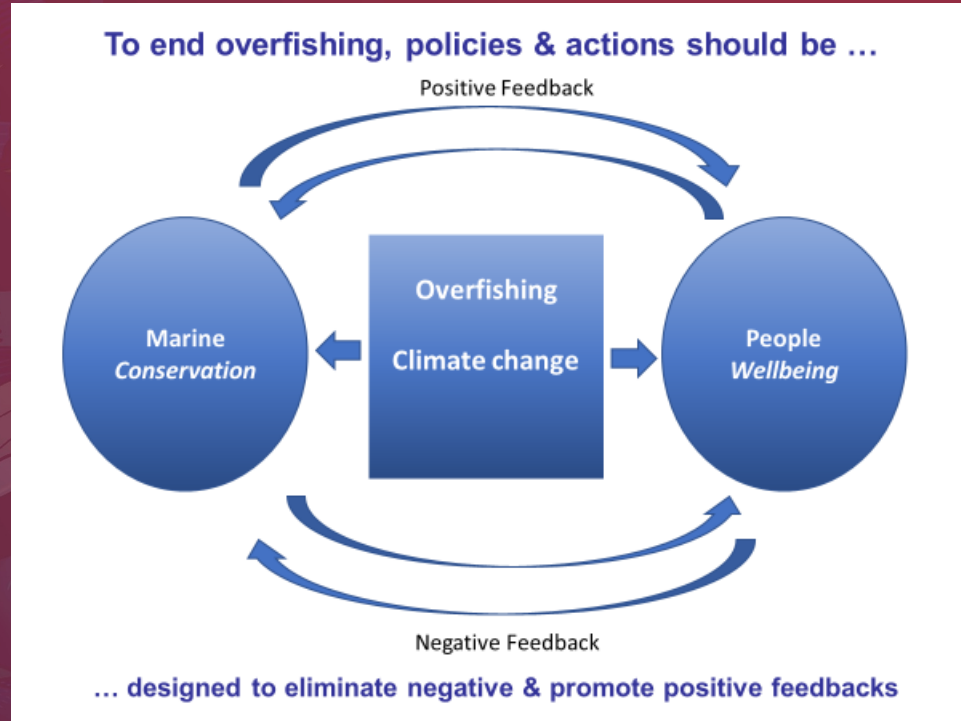 To end overfishing, policies & actions should be …
Positive Feedback
Marine
Conservation
Overfishing
Climate change
People
Wellbeing
Negative Feedback
… designed to eliminate negative & promote positive feedbacks